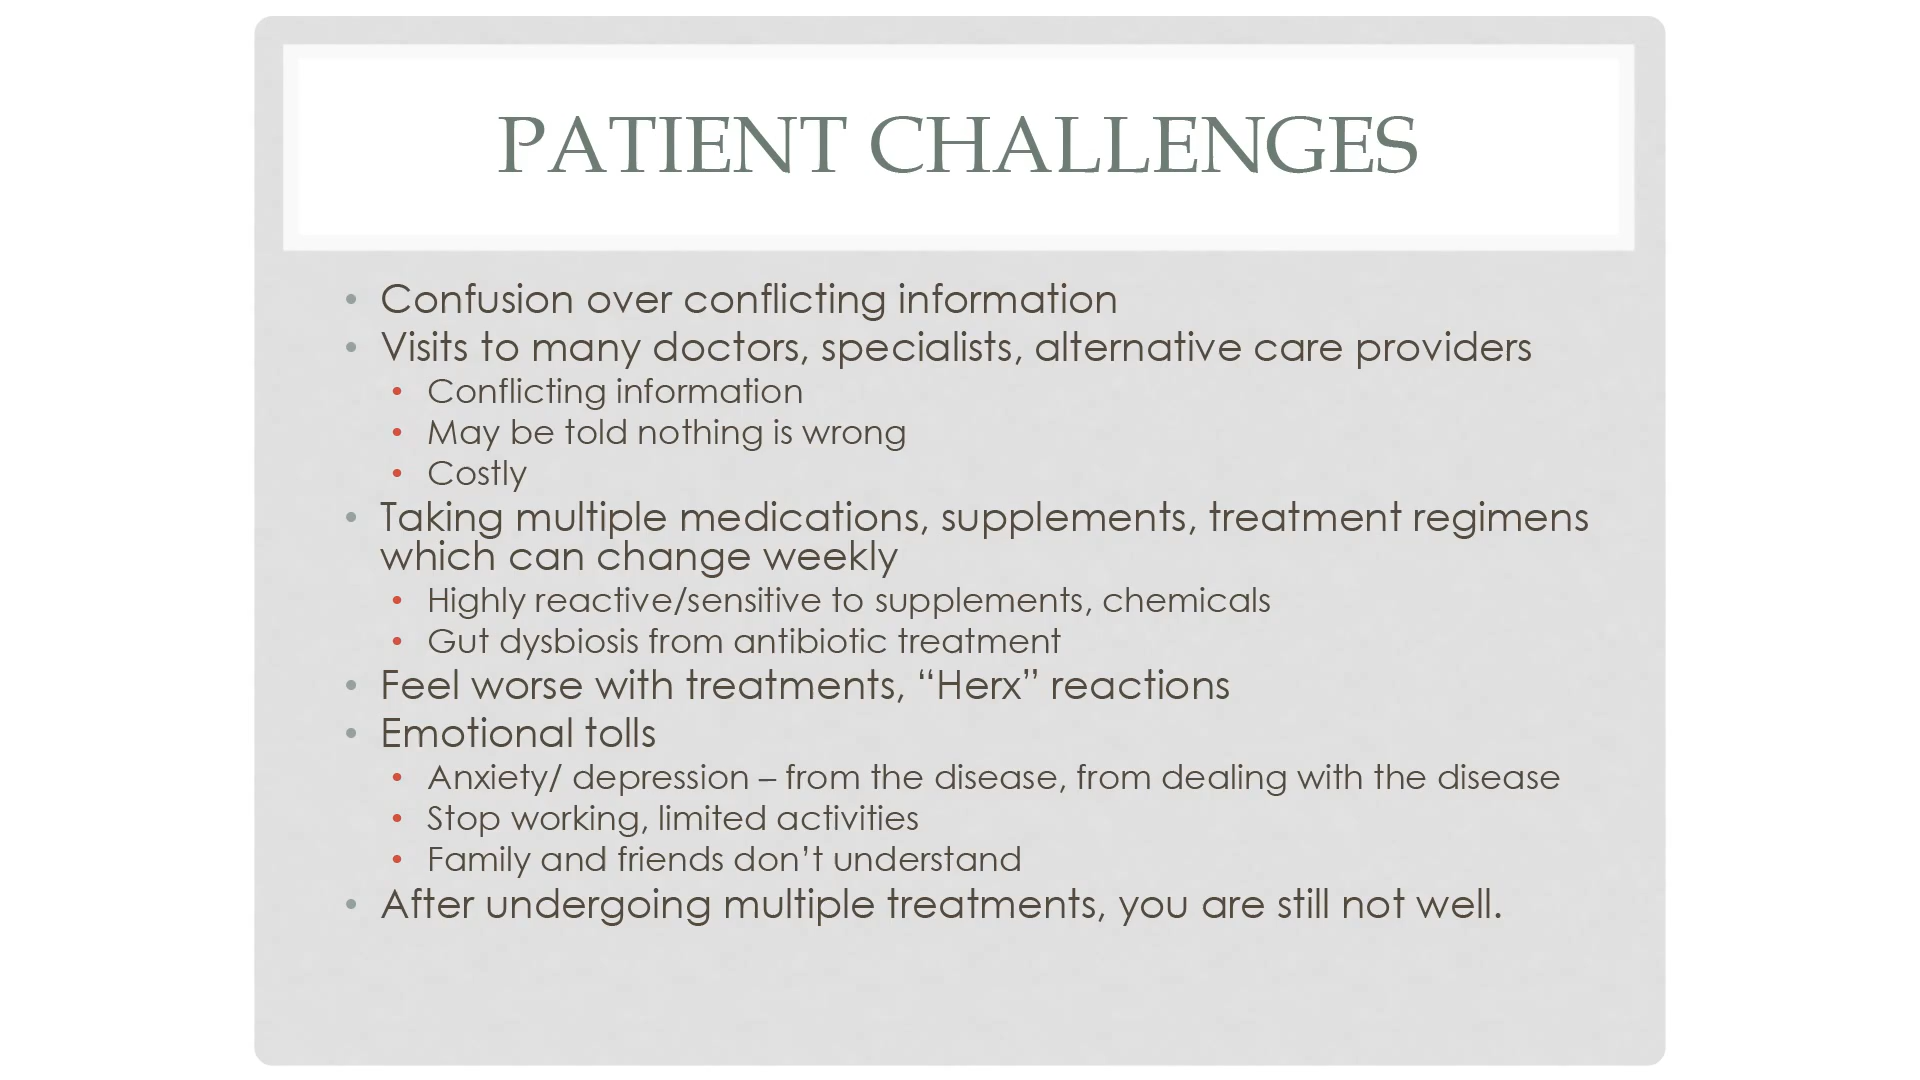 PATIENT CHALLENGES
• Confusion over conflicting information
• Visits to many doctors, specialists, alternative care providers
• Conflicting information
• May be told nothing is wrong
• Costly
• Taking multiple medications, supplements, treatment regimens
which can change weekly
• Highly reactive/sensitive to supplements, chemicals
• Gut dysbiosis from antibiotic treatment
• Feel worse with treatments, “Herx” reactions
• Emotional tolls
• Anxiety/ depression – from the disease, from dealing with the disease
• Stop working, limited activities
• Family and friends don’t understand
• After undergoing multiple treatments, you are still not well.